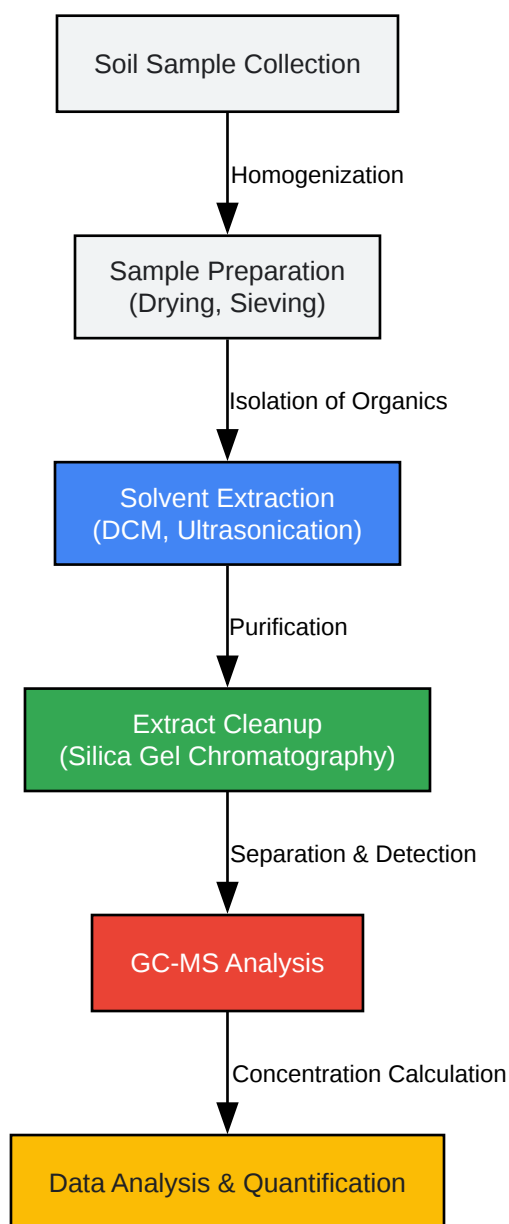 Soil Sample Collection
Homogenization
Sample Preparation
(Drying, Sieving)
Isolation of Organics
Solvent Extraction
(DCM, Ultrasonication)
Purification
Extract Cleanup
(Silica Gel Chromatography)
Separation & Detection
GC-MS Analysis
Concentration Calculation
Data Analysis & Quantification